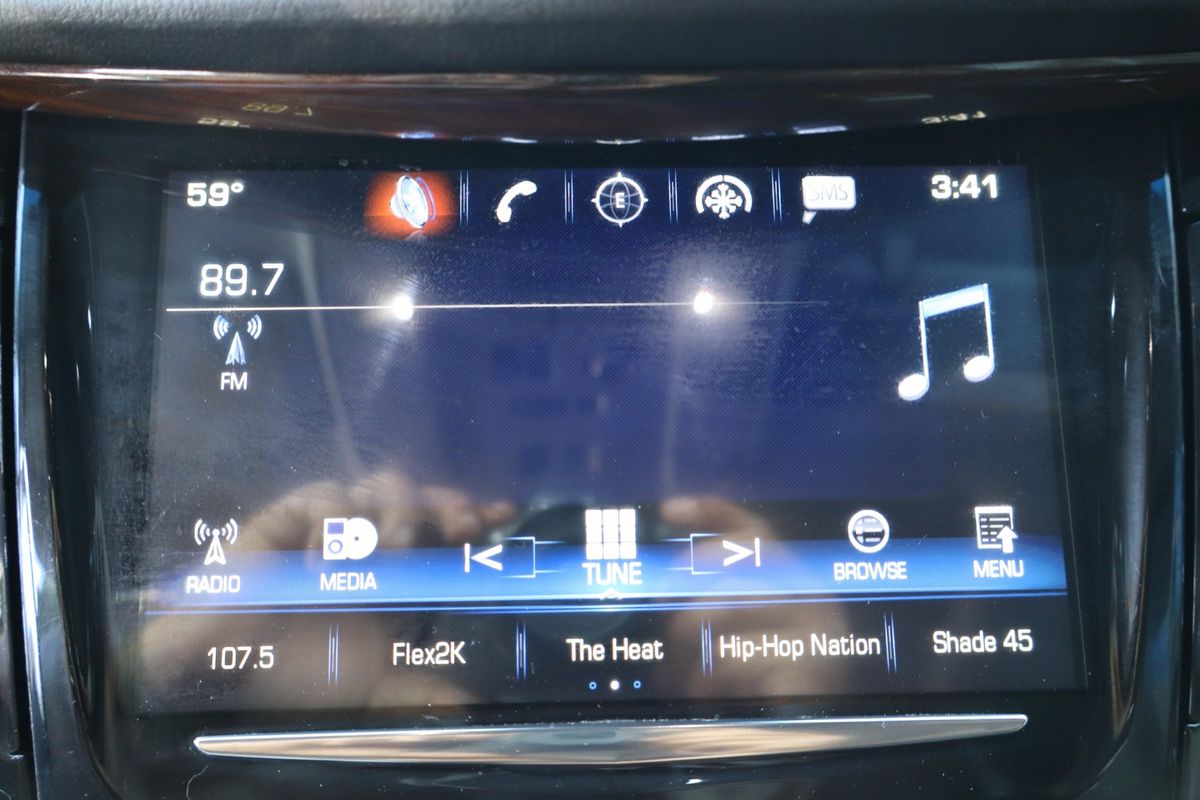 59° E SMS 3:41
89.7
FM
RADIO MEDIA TUNE BROWSE MENU
107.5 Flex2K The Heat Hip-Hop Nation Shade 45